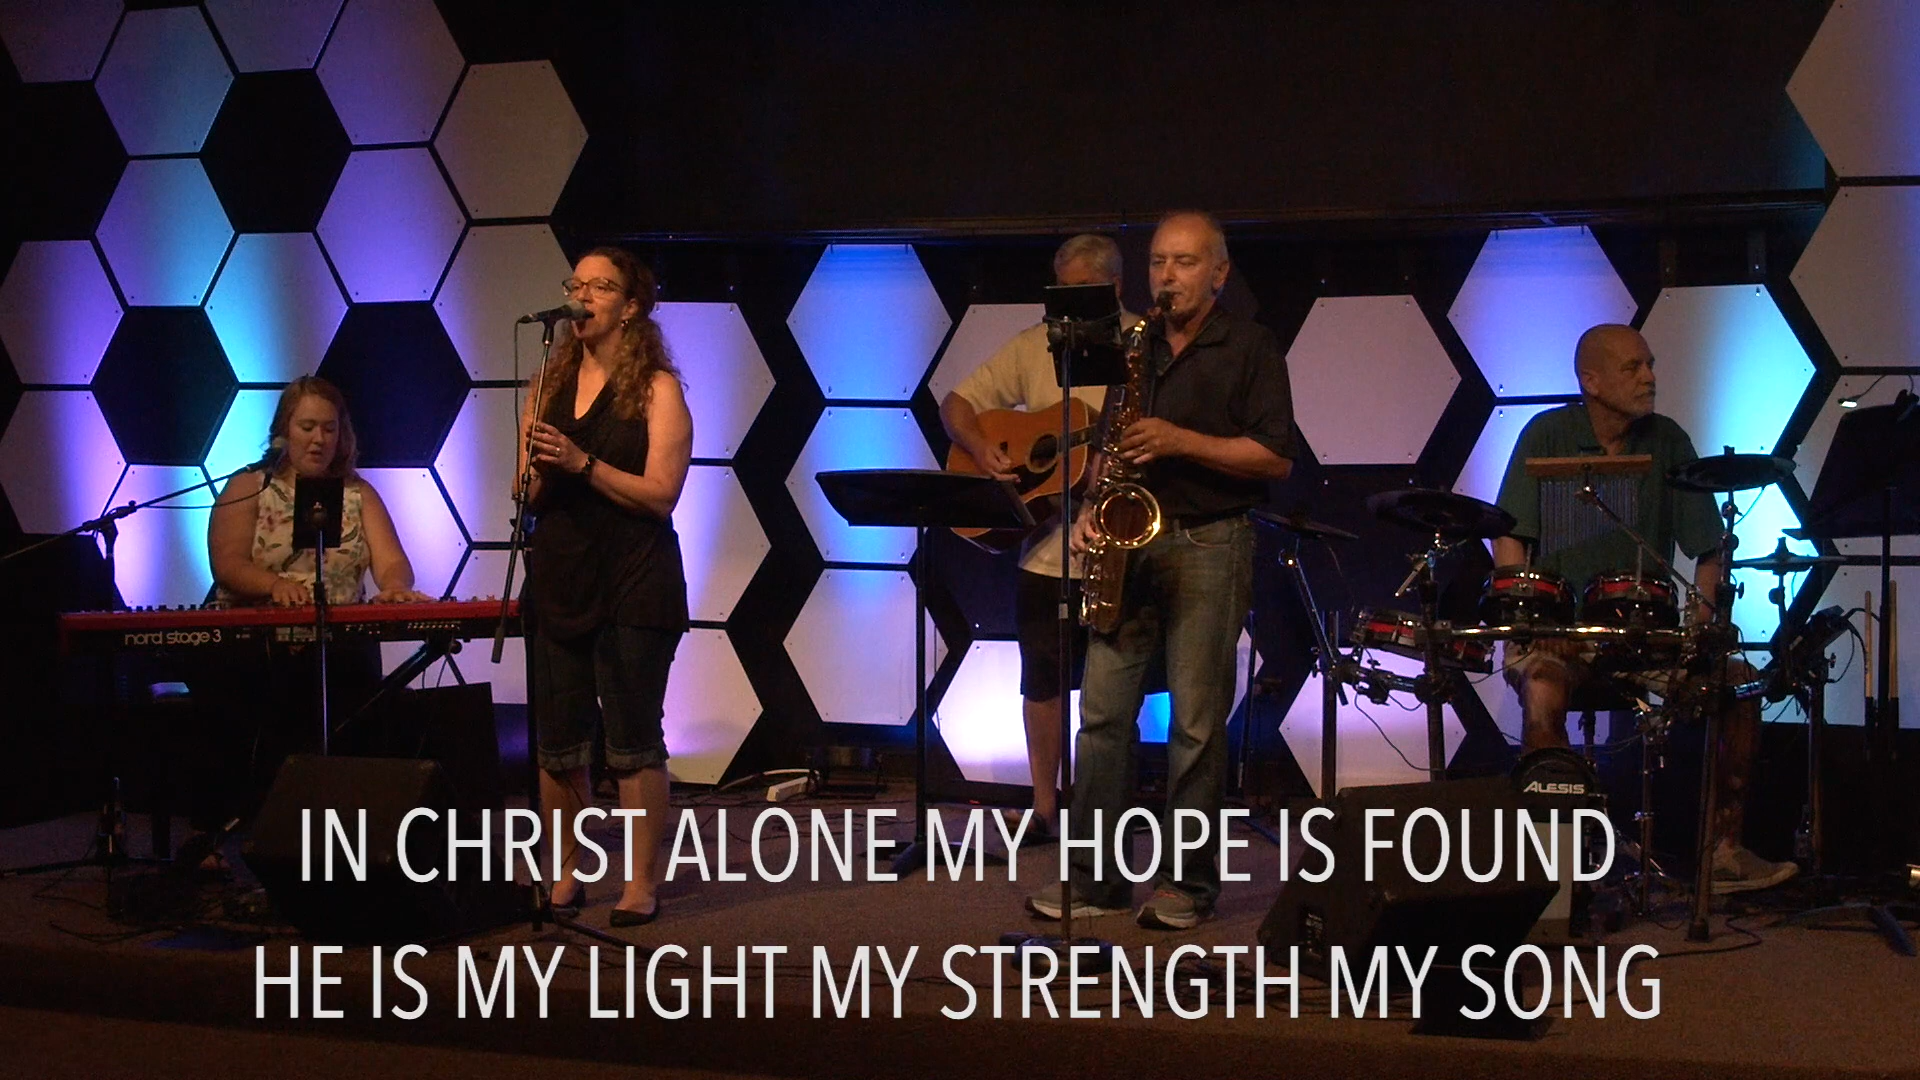 nord stage 3
ALESIS
IN CHRIST ALONE MY HOPE IS FOUND
HE IS MY LIGHT MY STRENGTH MY SONG